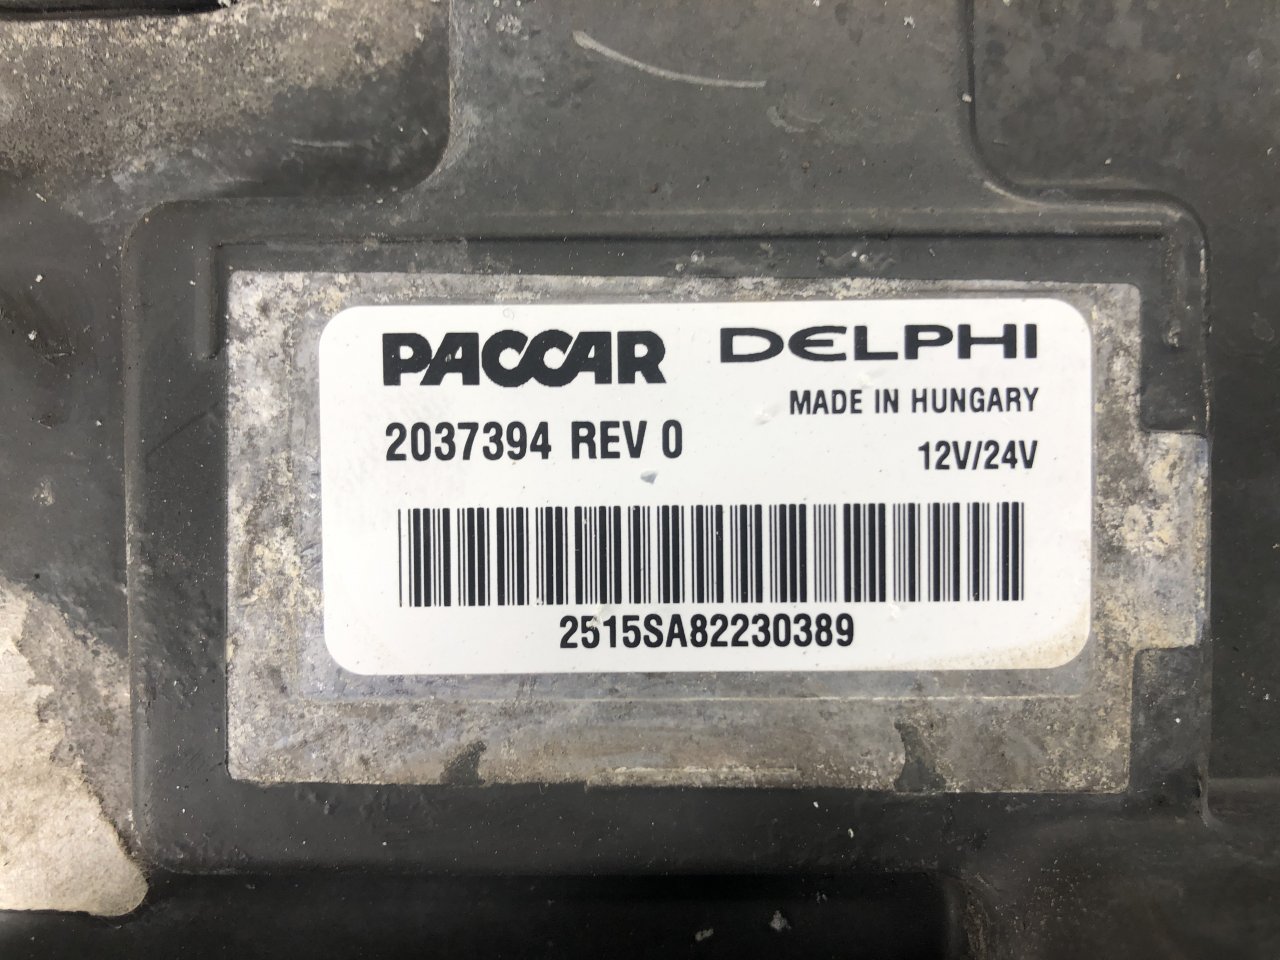 PACCAR DELPHI
MADE IN HUNGARY
2037394 REV 0
12V/24V
2515SA82230389